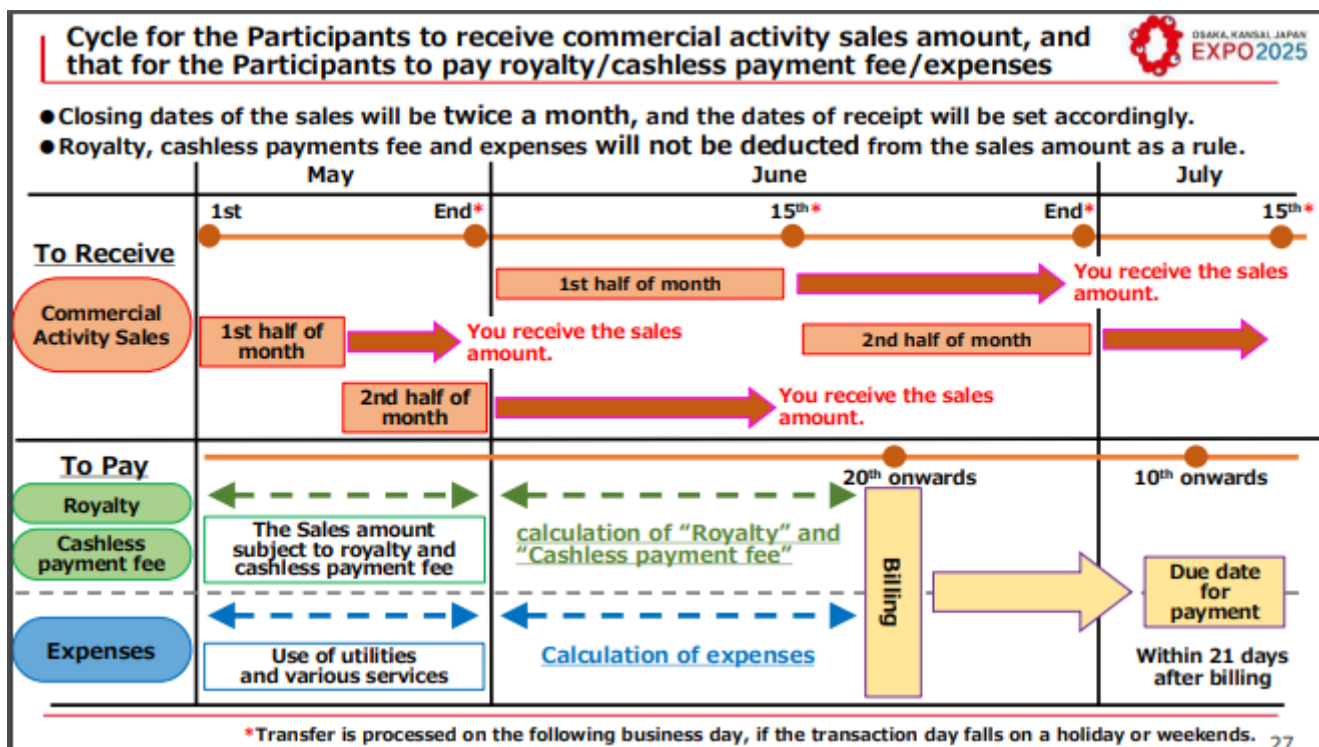 Cycle for the Participants to receive commercial activity sales amount, and
that for the Participants to pay royalty/cashless payment fee/expenses
OSAKA, KANSAI, JAPAN
EXPO2025
●Closing dates of the sales will be twice a month, and the dates of receipt will be set accordingly.
●Royalty, cashless payments fee and expenses will not be deducted from the sales amount as a rule.
May
June
July
1st
End*
15th*
End*
15th*
To Receive
Commercial
Activity Sales
1st half of month
You receive the sales
amount.
1st half of
month
You receive the sales
amount.
2nd half of month
2nd half of
month
You receive the sales
amount.
To Pay
20th onwards
10th onwards
Royalty
Cashless
payment fee
The Sales amount
subject to royalty and
cashless payment fee
calculation of “Royalty” and
“Cashless payment fee”
Billing
Due date
for
payment
Expenses
Use of utilities
and various services
Calculation of expenses
Within 21 days
after billing
*Transfer is processed on the following business day, if the transaction day falls on a holiday or weekends.
27